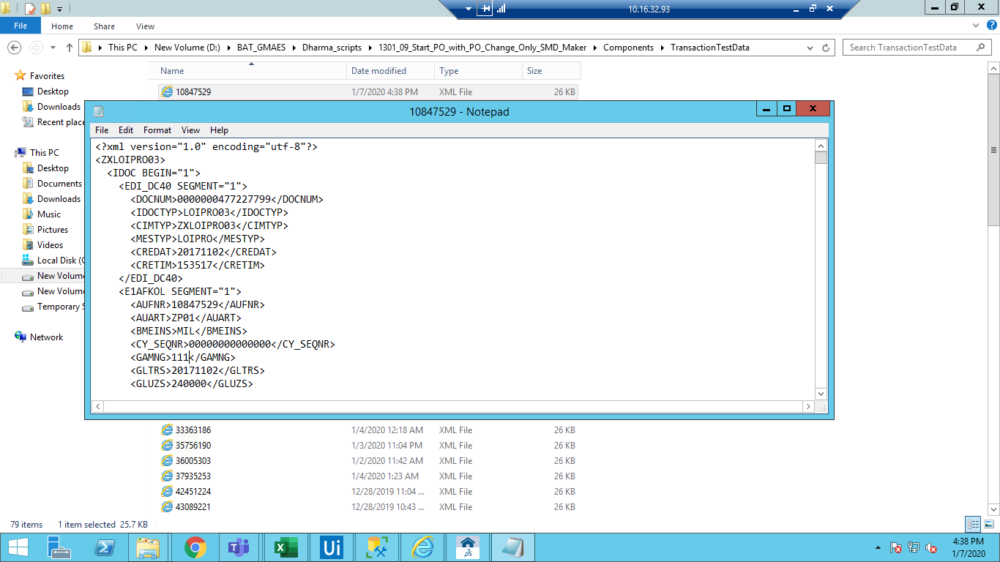 10.16.32.93
File Home Share View
This PC New Volume (D:) BAT_GMAES Dharma_scripts 1301_09_Start_PO_with_PO_Change_Only_SMD_Maker Components TransactionTestData
Search TransactionTestData
Favorites
Desktop
Downloads
Recent place
This PC
Desktop
Documents
Downloads
Music
Pictures
Videos
Local Disk (
New Volume
New Volume
Temporary S
Network
Name Date modified Type Size
10847529 1/7/2020 4:38 PM XML File 26 KB
10847529 - Notepad
File Edit Format View Help
<?xml version="1.0" encoding="utf-8"?>
<ZXLOIPRO03>
<IDOC BEGIN="1">
<EDI_DC40 SEGMENT="1">
<DOCNUM>0000000477227799</DOCNUM>
<IDOCTYP>LOIPRO03</IDOCTYP>
<CIMTYP>ZXLOIPRO03</CIMTYP>
<MESTYP>LOIPRO</MESTYP>
<CREDAT>20171102</CREDAT>
<CRETIM>153517</CRETIM>
</EDI_DC40>
<E1AFKOL SEGMENT="1">
<AUFNR>10847529</AUFNR>
<AUART>ZP01</AUART>
<BMEINS>MIL</BMEINS>
<CY_SEQNR>00000000000000</CY_SEQNR>
<GAMNG>111</GAMNG>
<GLTRS>20171102</GLTRS>
<GLUZS>240000</GLUZS>
33363186 1/4/2020 12:18 AM XML File 26 KB
35756190 1/3/2020 11:04 PM XML File 26 KB
36005303 1/2/2020 11:42 AM XML File 26 KB
37935253 1/4/2020 1:23 AM XML File 26 KB
42451224 12/28/2019 11:04 ... XML File 26 KB
43089221 12/28/2019 10:43 ... XML File 26 KB
79 items 1 item selected 25.7 KB
Ui
4:38 PM
1/7/2020